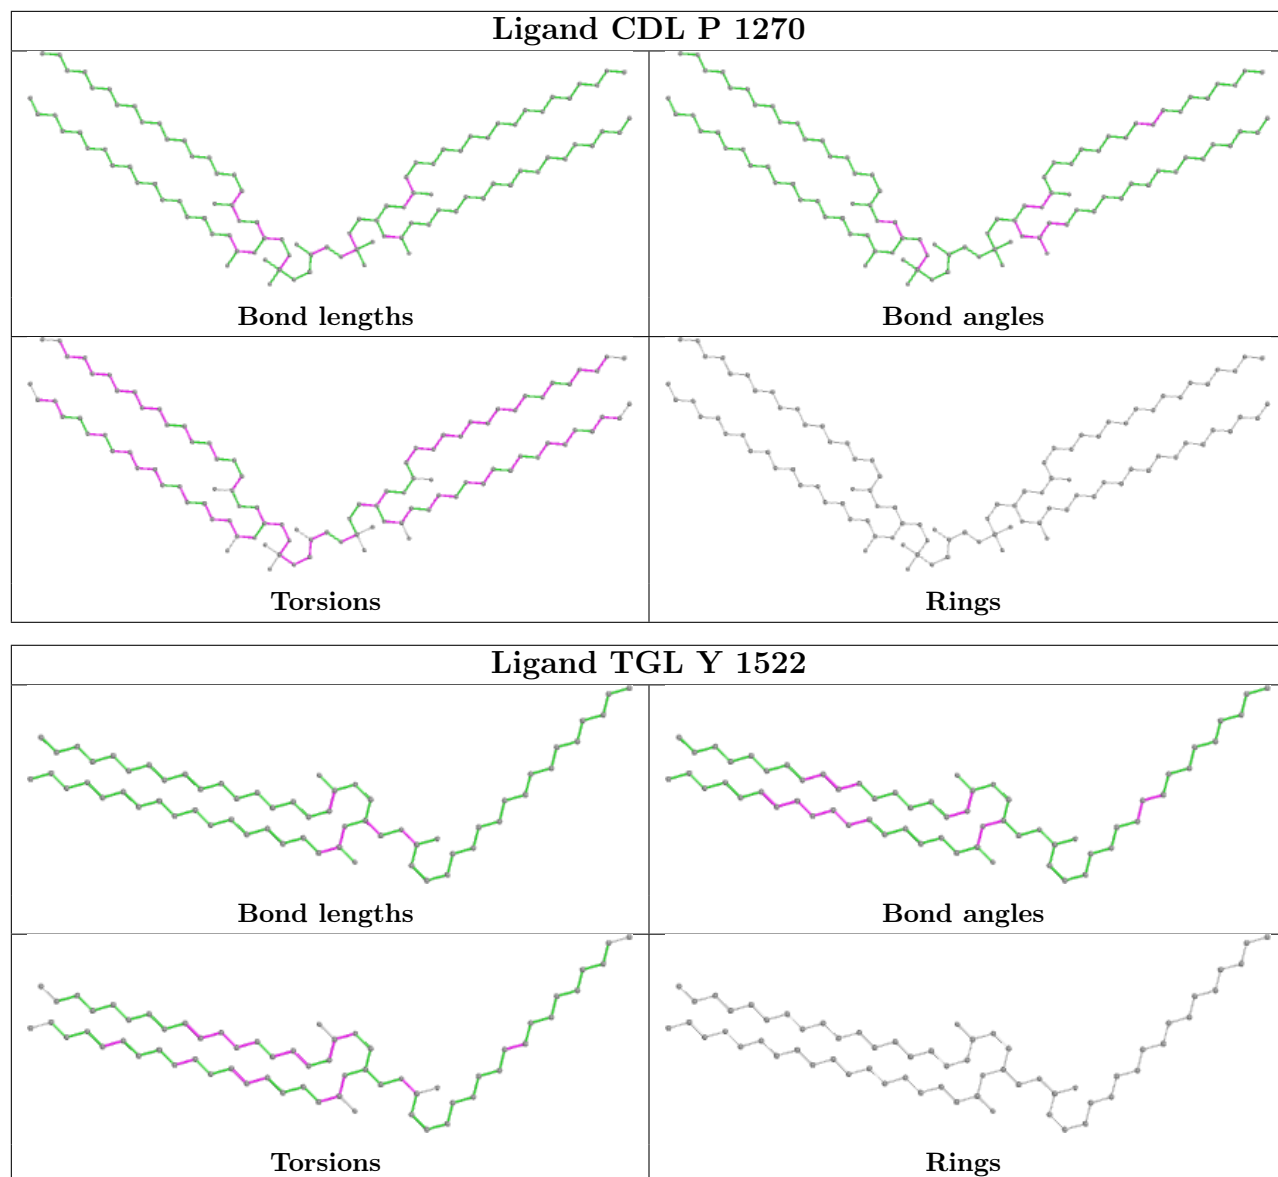 Ligand CDL P 1270
Bond lengths
Bond angles
Torsions
Rings
Ligand TGL Y 1522
Bond lengths
Bond angles
Torsions
Rings